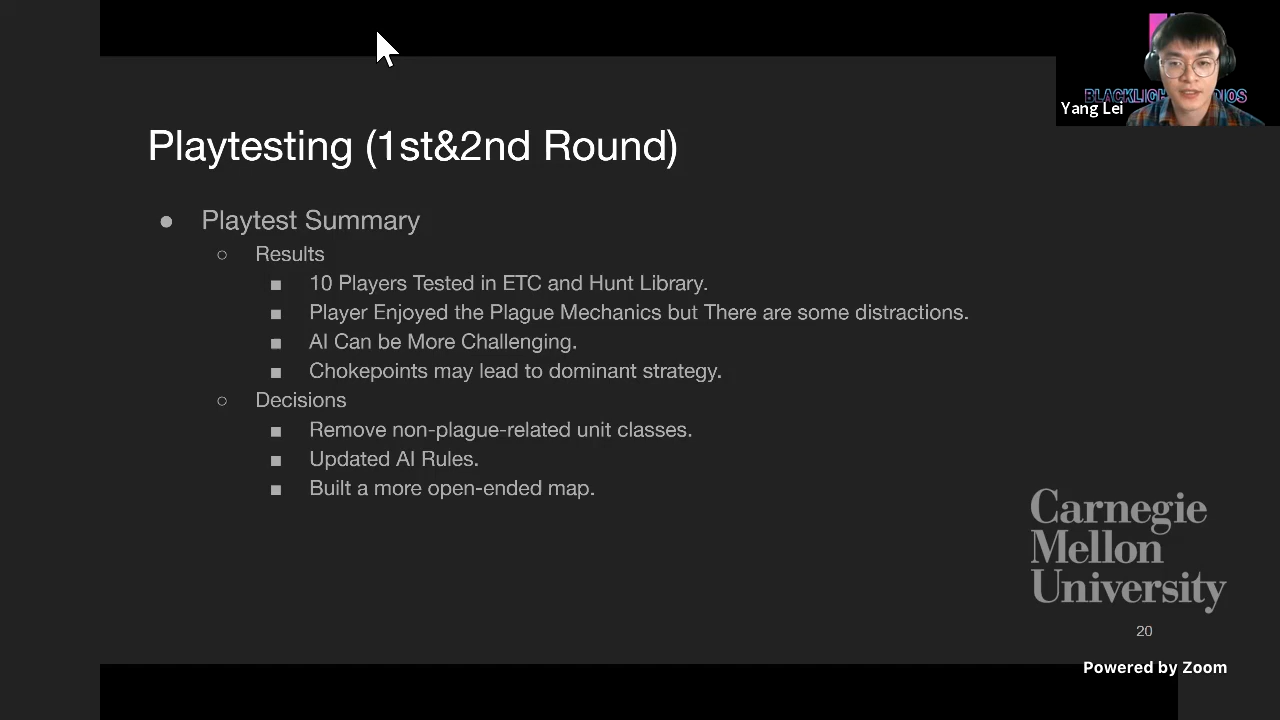 BLACKLIGHT STUDIOS
Yang Lei
Playtesting (1st&2nd Round)
● Playtest Summary
○ Results
■ 10 Players Tested in ETC and Hunt Library.
■ Player Enjoyed the Plague Mechanics but There are some distractions.
■ AI Can be More Challenging.
■ Chokepoints may lead to dominant strategy.
○ Decisions
■ Remove non-plague-related unit classes.
■ Updated AI Rules.
■ Built a more open-ended map.
Carnegie
Mellon
University
20
Powered by Zoom